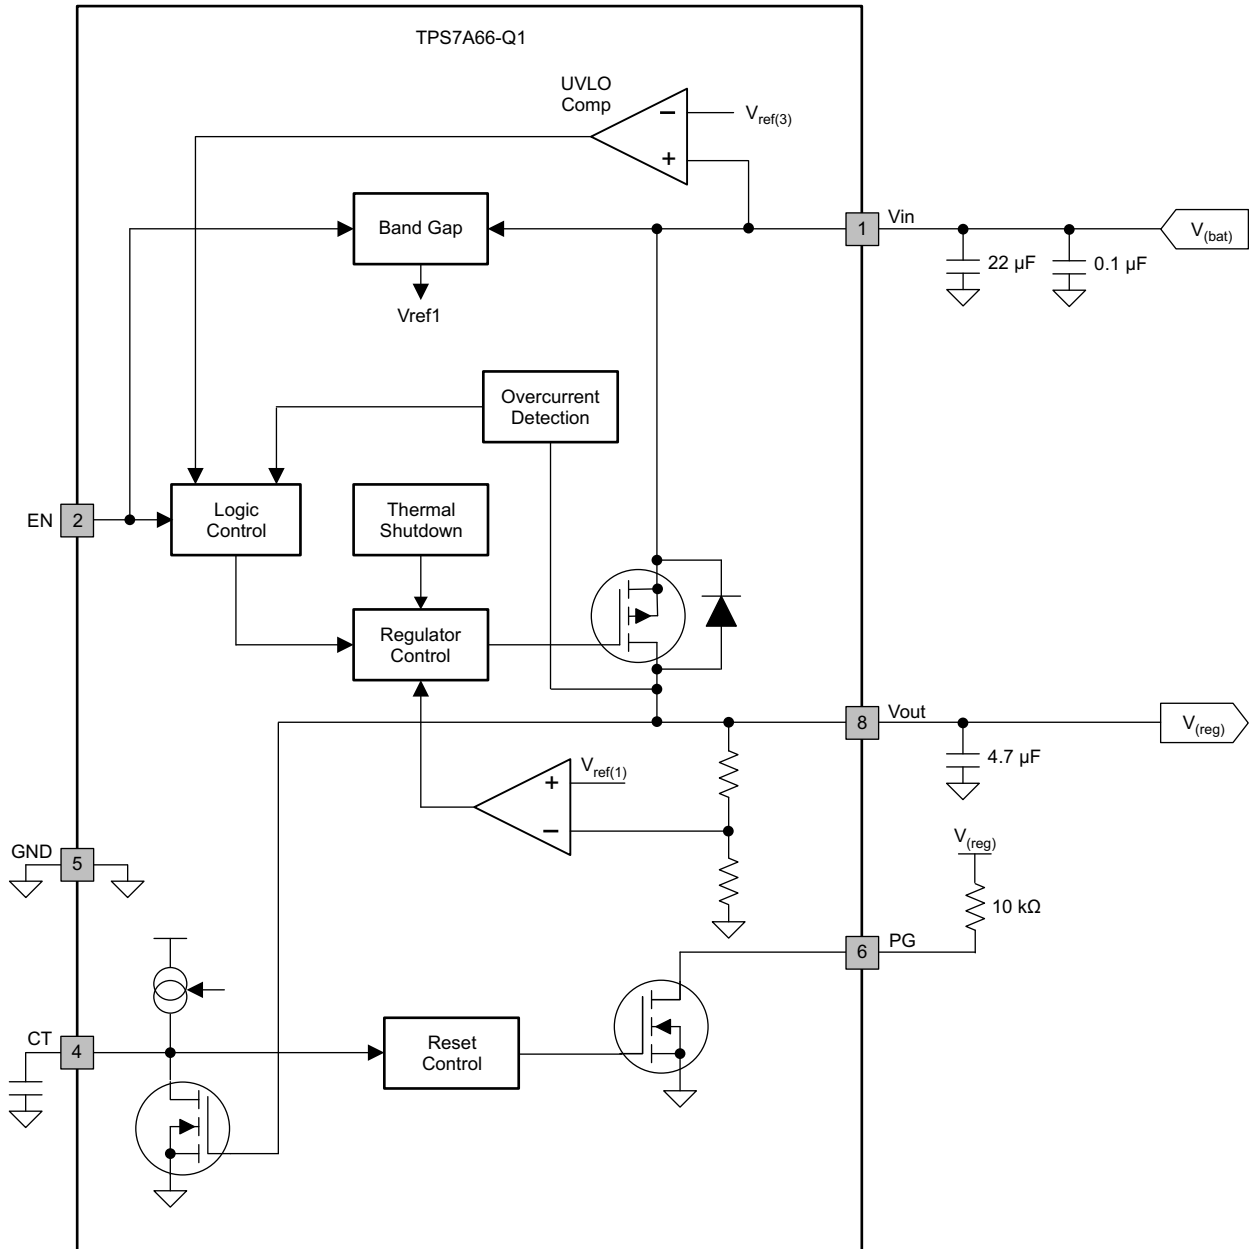 TPS7A66-Q1
UVLO
Comp
−
+
V_ref(3)
Band Gap
Vref1
1
Vin
V_(bat)
22 µF
0.1 µF
Overcurrent
Detection
EN
2
Logic
Control
Thermal
Shutdown
Regulator
Control
8
Vout
V_(reg)
4.7 µF
V_ref(1)
+
−
GND
5
V_(reg)
10 kΩ
6
PG
CT
4
Reset
Control